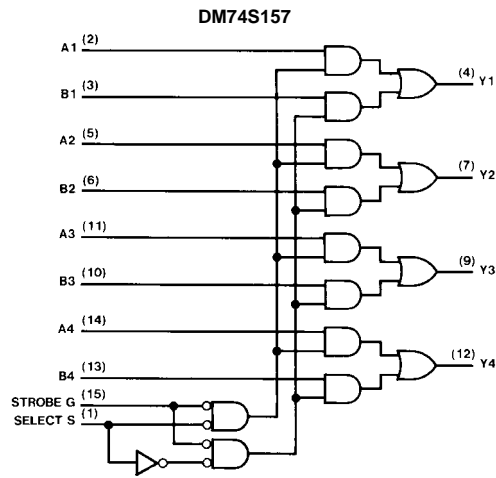 DM74S157
A1 (2)
B1 (3)
(4) Y1
A2 (5)
B2 (6)
(7) Y2
A3 (11)
B3 (10)
(9) Y3
A4 (14)
B4 (13)
(12) Y4
STROBE G (15)
SELECT S (1)